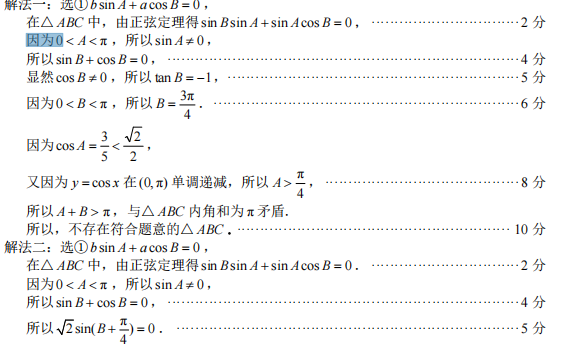 解法一：选①b sin A + a cos B = 0，
在△ABC 中，由正弦定理得 sin B sin A + sin A cos B = 0，……………………2 分
因为 0 < A < π，所以 sin A ≠ 0，
所以 sin B + cos B = 0，……………………4 分
显然 cos B ≠ 0，所以 tan B = −1，……………………5 分
因为 0 < B < π，所以 B = 3π/4．……………………6 分
因为 cos A = 3/5 < √2/2，
又因为 y = cos x 在 (0, π) 单调递减，所以 A > π/4，……………………8 分
所以 A + B > π，与△ABC 内角和为 π 矛盾.
所以，不存在符合题意的△ABC．……………………10 分
解法二：选①b sin A + a cos B = 0，
在△ABC 中，由正弦定理得 sin B sin A + sin A cos B = 0．……………………2 分
因为 0 < A < π，所以 sin A ≠ 0，
所以 sin B + cos B = 0，……………………4 分
所以 √2 sin(B + π/4) = 0．……………………5 分